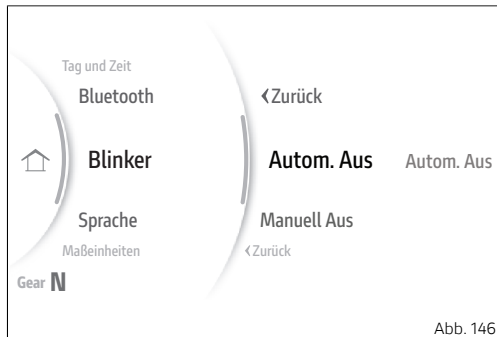 Tag und Zeit
Bluetooth
‹Zurück
Blinker
Autom. Aus
Autom. Aus
Sprache
Manuell Aus
Maßeinheiten
‹Zurück
Gear N
Abb. 146